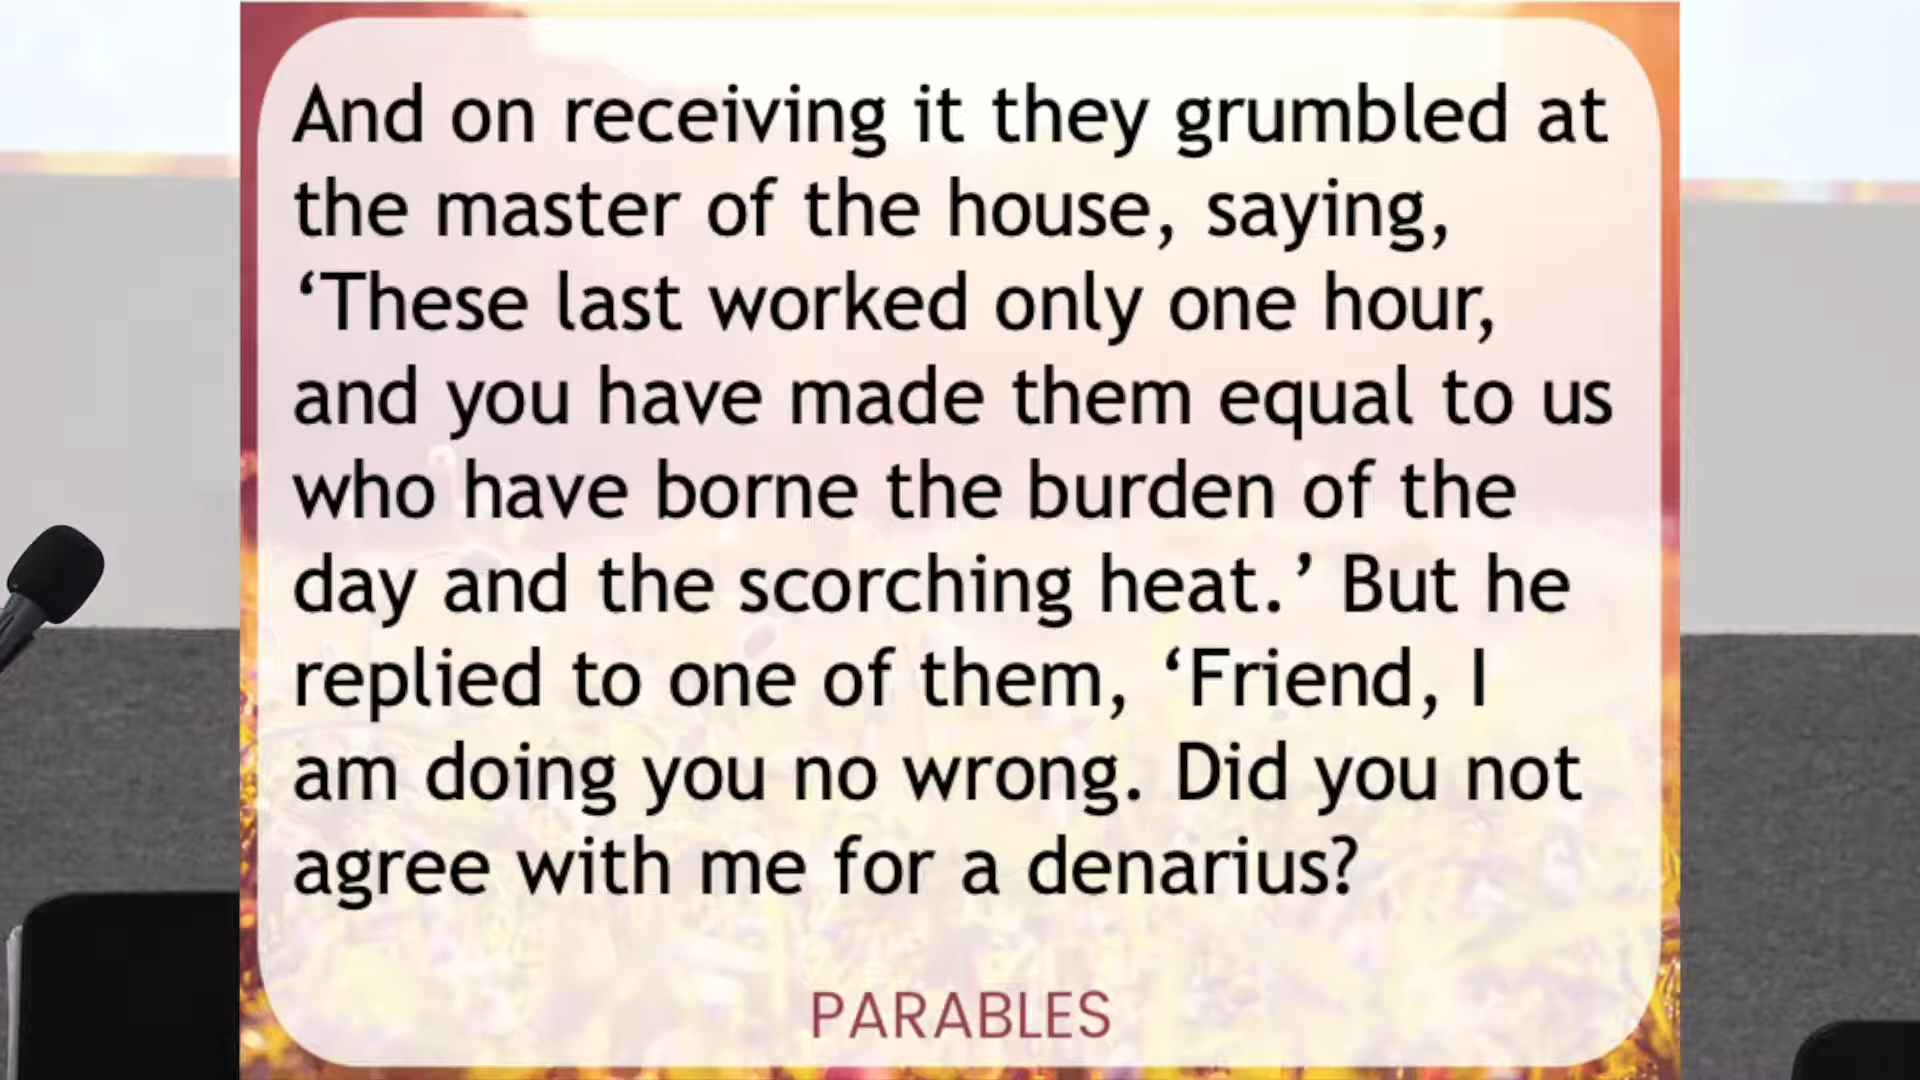 And on receiving it they grumbled at
the master of the house, saying,
‘These last worked only one hour,
and you have made them equal to us
who have borne the burden of the
day and the scorching heat.’ But he
replied to one of them, ‘Friend, I
am doing you no wrong. Did you not
agree with me for a denarius?
PARABLES